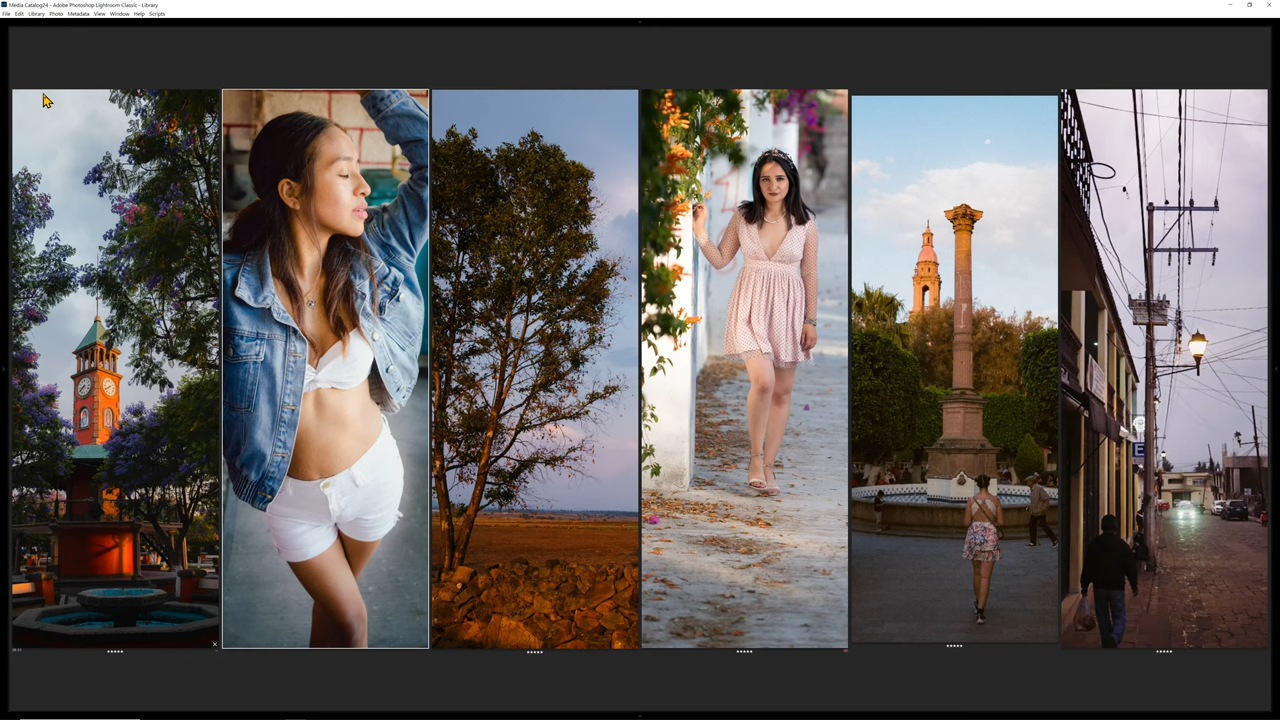 Media Catalog24 - Adobe Photoshop Lightroom Classic - Library
File Edit Library Photo Metadata View Window Help Scripts
E